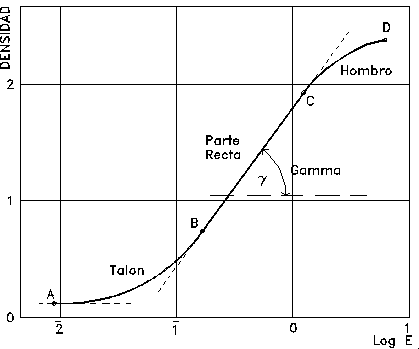 DENSIDAD
D
Hombro
2
C
Parte
Recta
Gamma
γ
1
B
Talon
A
0
2̅ 1̅ 0 1
Log E